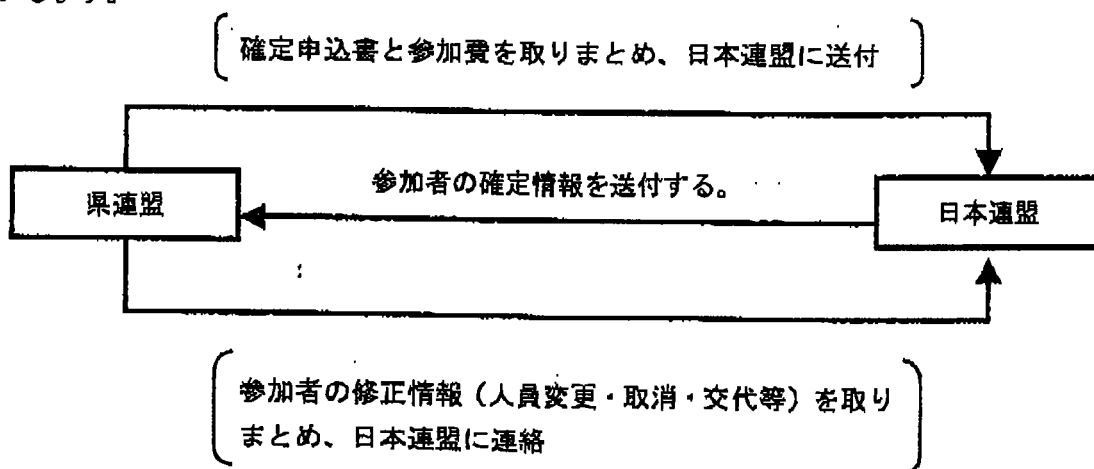 確定申込書と参加費を取りまとめ、日本連盟に送付
参加者の確定情報を送付する。
県連盟
日本連盟
参加者の修正情報（人員変更・取消・交代等）を取り
まとめ、日本連盟に連絡